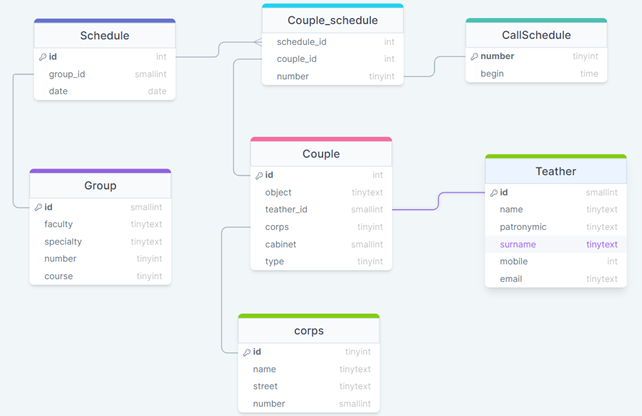 Schedule
id int
group_id smallint
date date
Couple_schedule
schedule_id int
couple_id int
number tinyint
CallSchedule
number tinyint
begin time
Group
id smallint
faculty tinytext
specialty tinytext
number tinyint
course tinyint
Couple
id int
object tinytext
teather_id smallint
corps tinyint
cabinet smallint
type tinyint
Teather
id smallint
name tinytext
patronymic tinytext
surname tinytext
mobile int
email tinytext
corps
id tinyint
name tinytext
street tinytext
number smallint